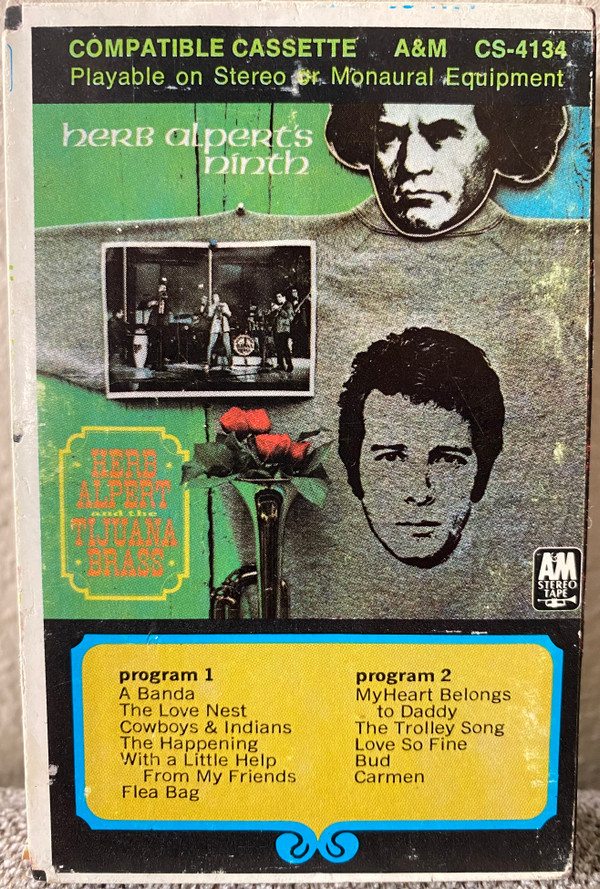 COMPATIBLE CASSETTE A&M CS-4134
Playable on Stereo or Monaural Equipment
herb alpert's
ninth
HERB
ALPERT
and the
TIJUANA
BRASS
A&M
STEREO
TAPE
program 1
A Banda
The Love Nest
Cowboys & Indians
The Happening
With a Little Help
From My Friends
Flea Bag
program 2
MyHeart Belongs
to Daddy
The Trolley Song
Love So Fine
Bud
Carmen